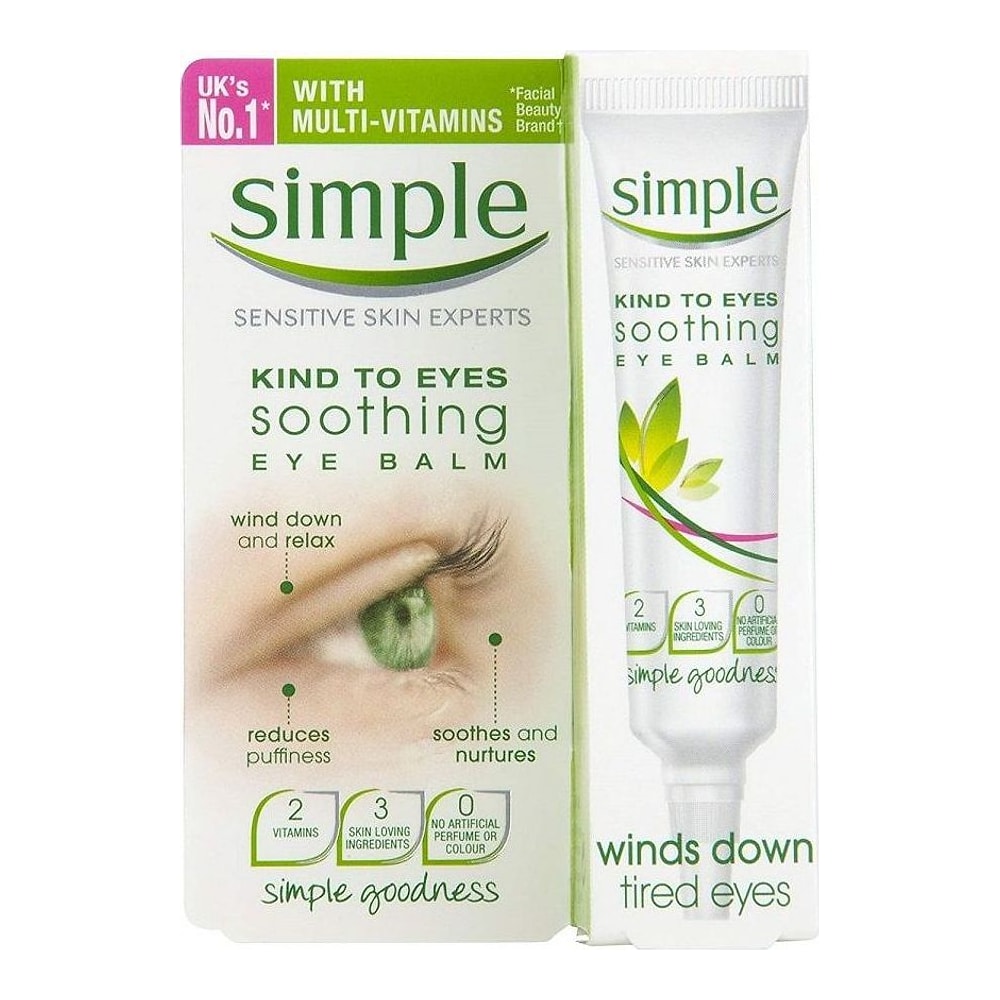 UK's
No.1*
WITH
MULTI-VITAMINS
*Facial
Beauty
Brand†
Simple
SENSITIVE SKIN EXPERTS
KIND TO EYES
soothing
EYE BALM
wind down
and relax
reduces
puffiness
soothes and
nurtures
2
VITAMINS
3
SKIN LOVING
INGREDIENTS
0
NO ARTIFICIAL
PERFUME OR
COLOUR
simple goodness
Simple
SENSITIVE SKIN EXPERTS
KIND TO EYES
soothing
EYE BALM
2
VITAMINS
3
SKIN LOVING
INGREDIENTS
0
NO ARTIFICIA
PERFUME O
COLOUR
simple goodness
winds down
tired eyes